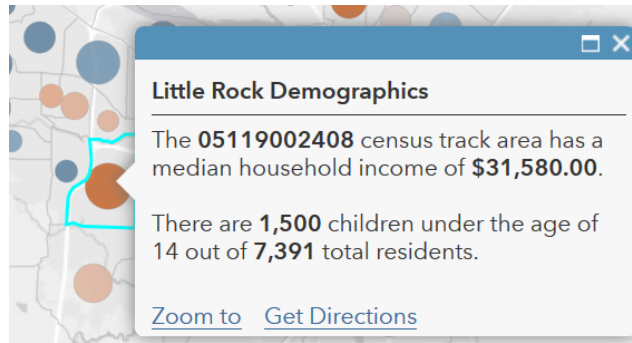 Little Rock Demographics
The 05119002408 census track area has a
median household income of $31,580.00.
There are 1,500 children under the age of
14 out of 7,391 total residents.
Zoom to Get Directions